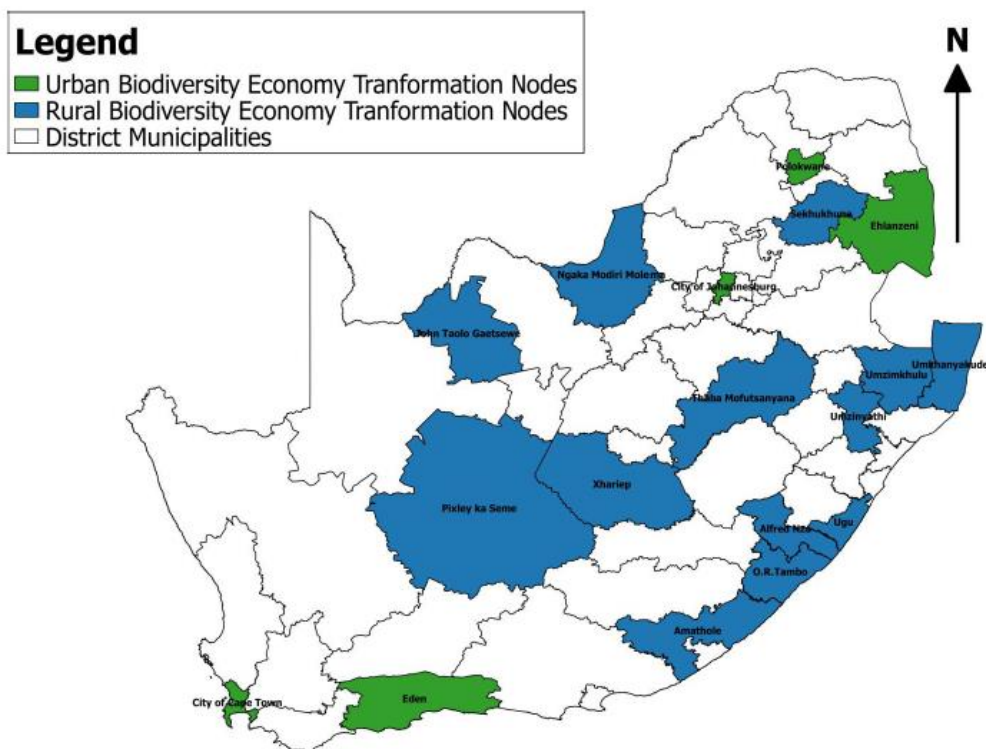 Legend
Urban Biodiversity Economy Tranformation Nodes
Rural Biodiversity Economy Tranformation Nodes
District Municipalities
N
Polokwane
Sekhukhuna
Ehlanzeni
Ngaka Modiri Molema
City of Johannesburg
John Taolo Gaetsewe
Umkhanyakude
Umzimkhulu
Thaba Mofutsanyana
Umzinyathi
Xhariep
Pixley ka Seme
Ugu
Alfred Nzo
O.R.Tambo
Amathole
Eden
City of Cape Town